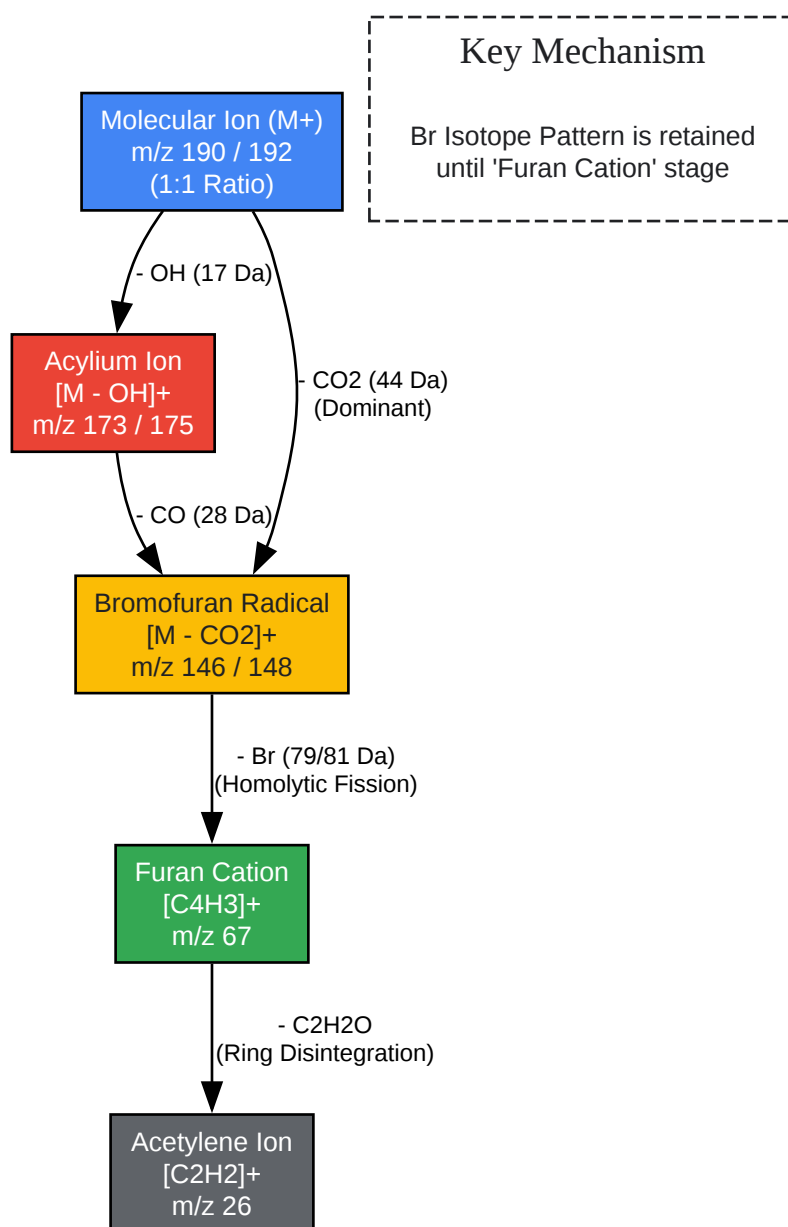 Key Mechanism
Br Isotope Pattern is retained
until 'Furan Cation' stage
Molecular Ion (M+)
m/z 190 / 192
(1:1 Ratio)
- OH (17 Da)
Acylium Ion
[M - OH]+
m/z 173 / 175
- CO2 (44 Da)
(Dominant)
- CO (28 Da)
Bromofuran Radical
[M - CO2]+
m/z 146 / 148
- Br (79/81 Da)
(Homolytic Fission)
Furan Cation
[C4H3]+
m/z 67
- C2H2O
(Ring Disintegration)
Acetylene Ion
[C2H2]+
m/z 26